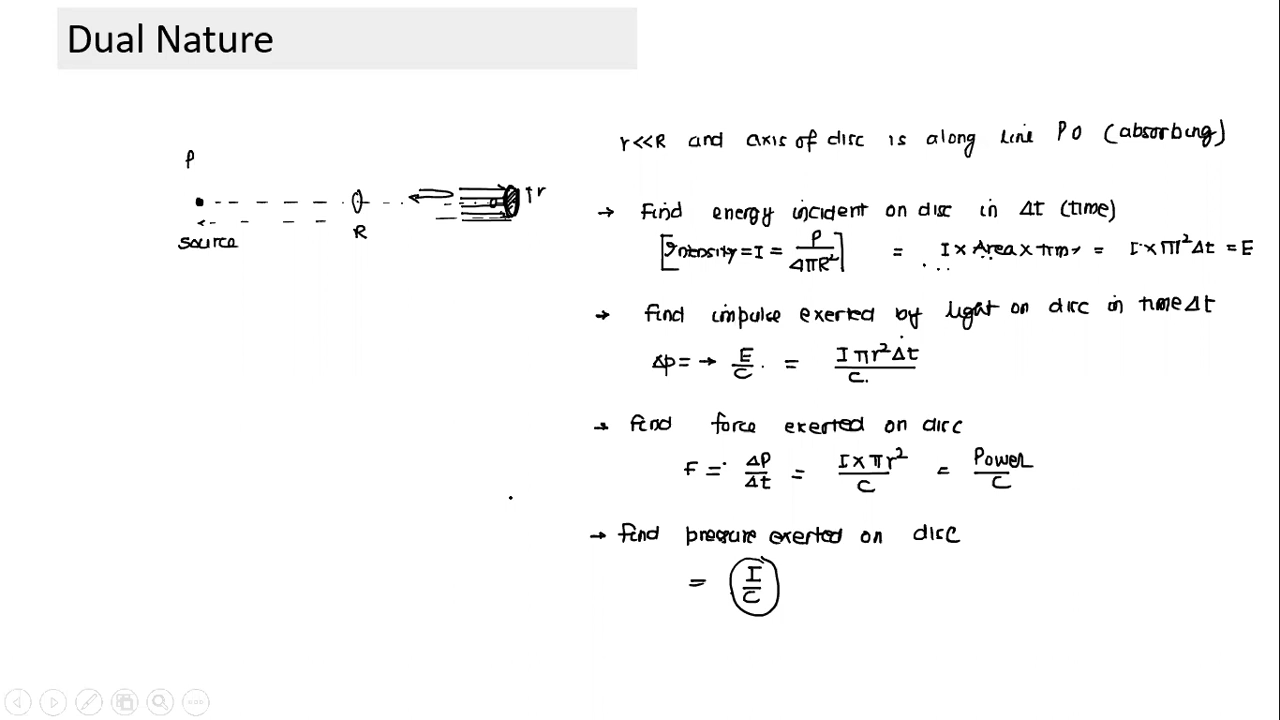 Dual Nature
P
source
R
O
r
r<<R and axis of disc is along line PO (absorbing)
→ Find energy incident on disc in Δt (time)
[Intensity = I = P/4πR²] = I × Area × time = I × πr²Δt = E
→ Find impulse exerted by light on disc in time Δt
Δp = → E/C = Iπr²Δt/C
→ Find force exerted on disc
F = ΔP/Δt = I×πr²/C = Power/C
→ Find pressure exerted on disc
= I/C